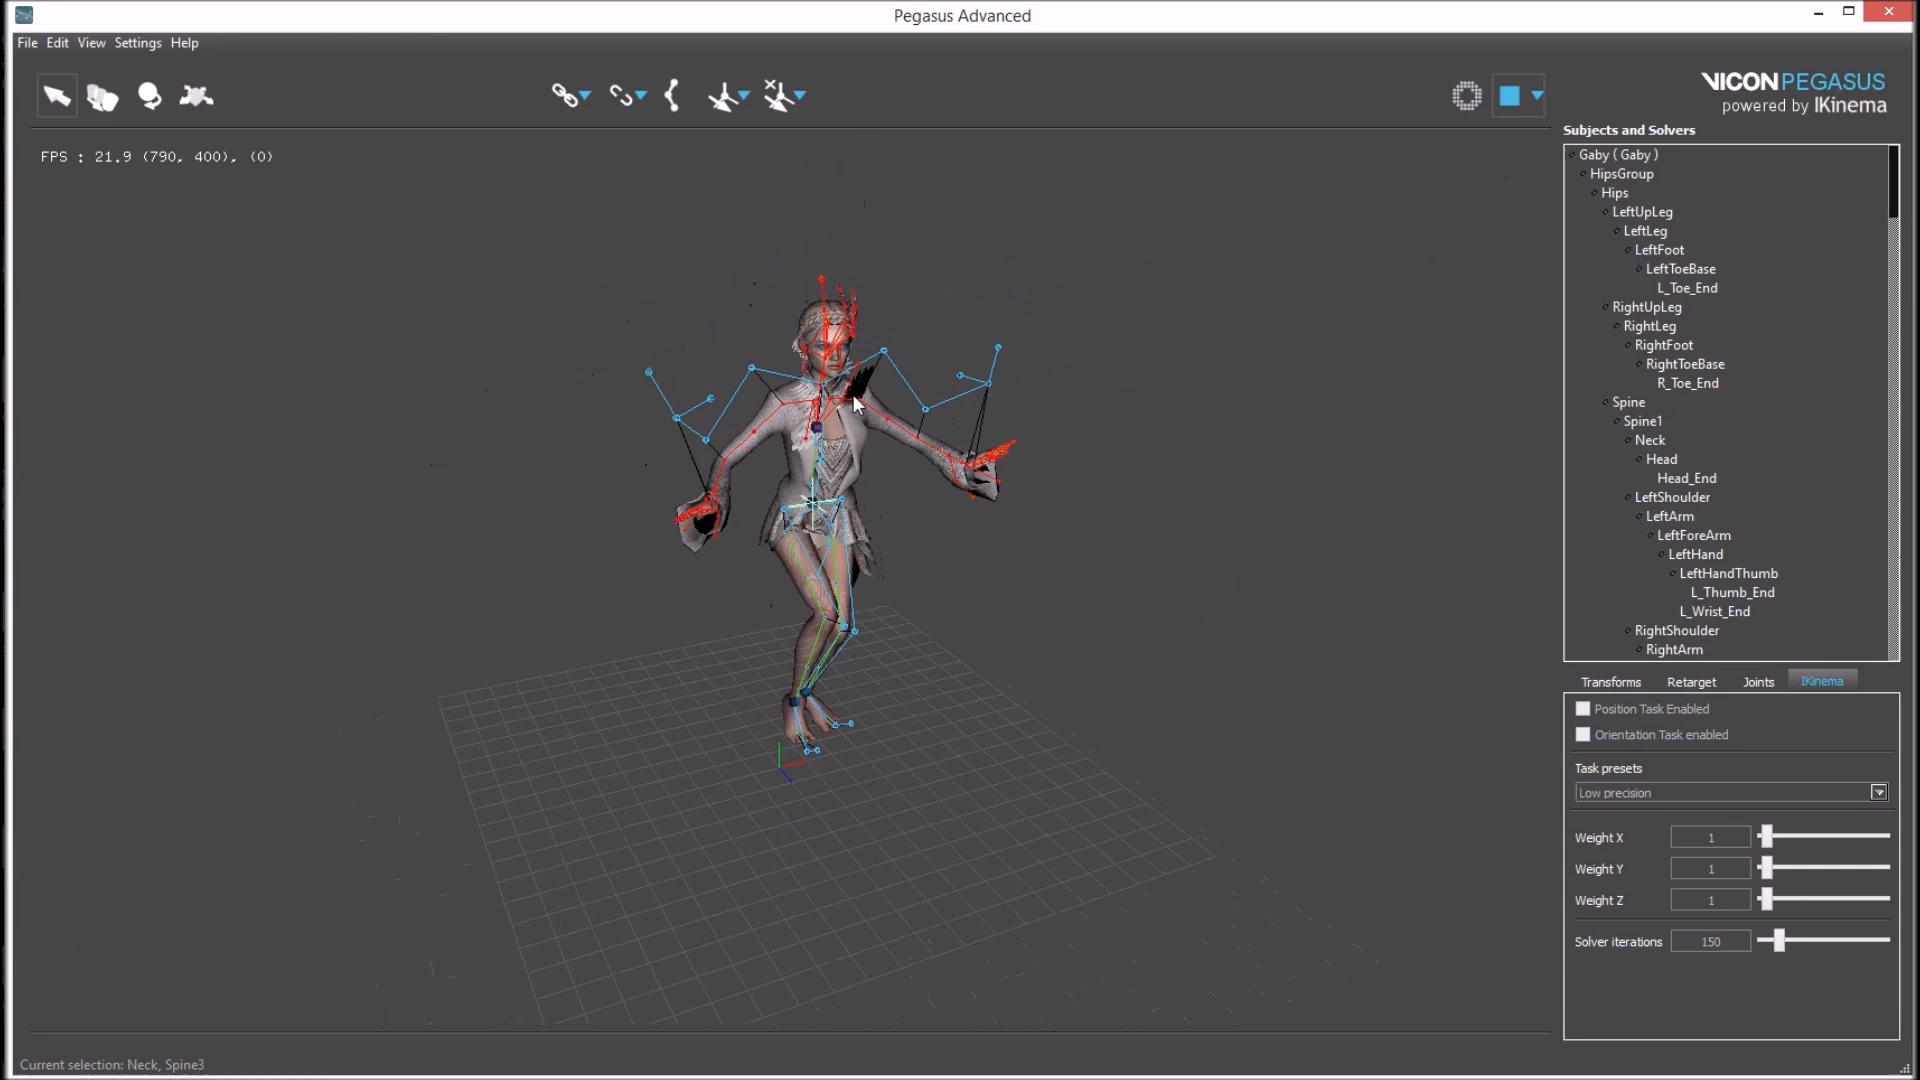 Pegasus Advanced
File Edit View Settings Help
VICON PEGASUS
powered by IKinema
FPS : 21.9 (790, 400), (0)
Subjects and Solvers
Gaby ( Gaby )
HipsGroup
Hips
LeftUpLeg
LeftLeg
LeftFoot
LeftToeBase
L_Toe_End
RightUpLeg
RightLeg
RightFoot
RightToeBase
R_Toe_End
Spine
Spine1
Neck
Head
Head_End
LeftShoulder
LeftArm
LeftForeArm
LeftHand
LeftHandThumb
L_Thumb_End
L_Wrist_End
RightShoulder
RightArm
Transforms Retarget Joints IKinema
Position Task Enabled
Orientation Task enabled
Task presets
Low precision
Weight X 1
Weight Y 1
Weight Z 1
Solver iterations 150
Current selection: Neck, Spine3